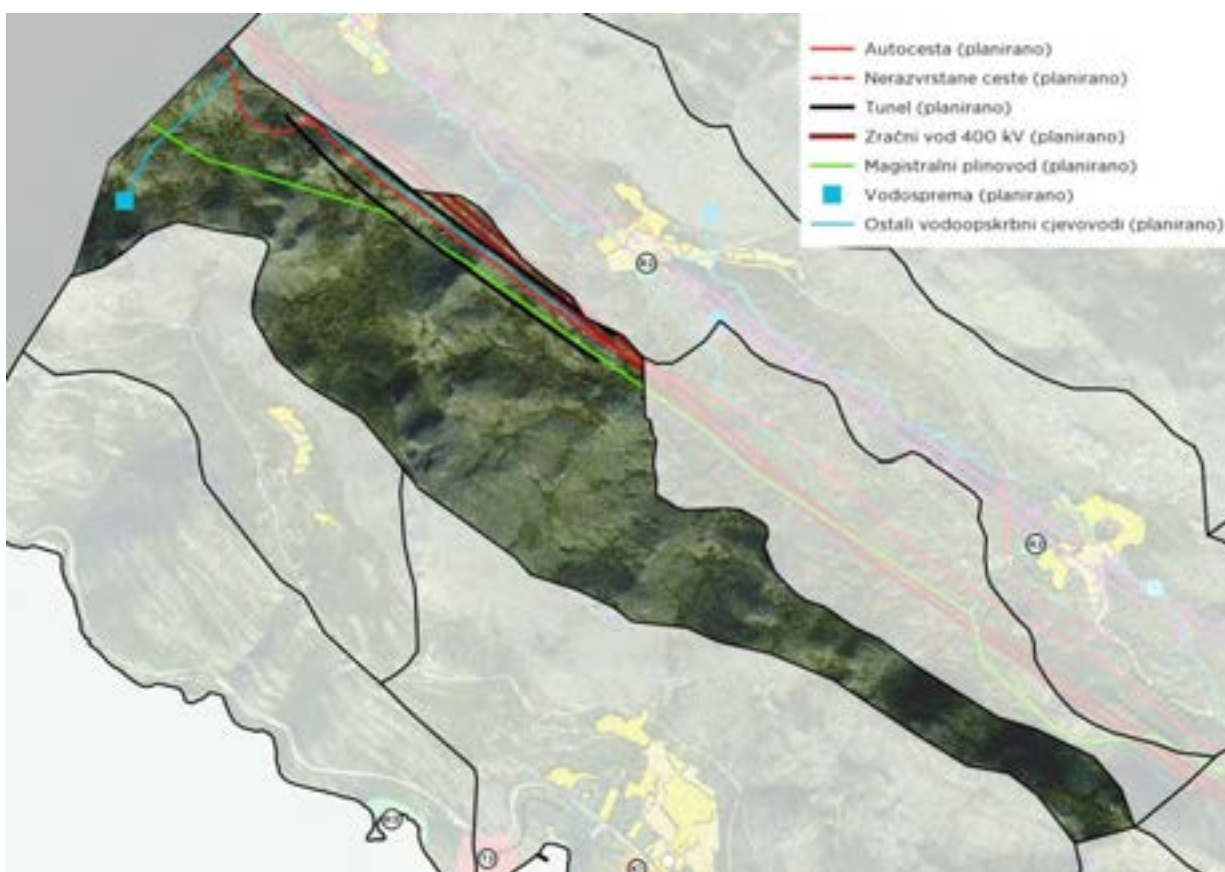 Autocesta (planirano)
Nerazvrstane ceste (planirano)
Tunel (planirano)
Zračni vod 400 kV (planirano)
Magistralni plinovod (planirano)
Vodosprema (planirano)
Ostali vodoopskrbni cjevovodi (planirano)